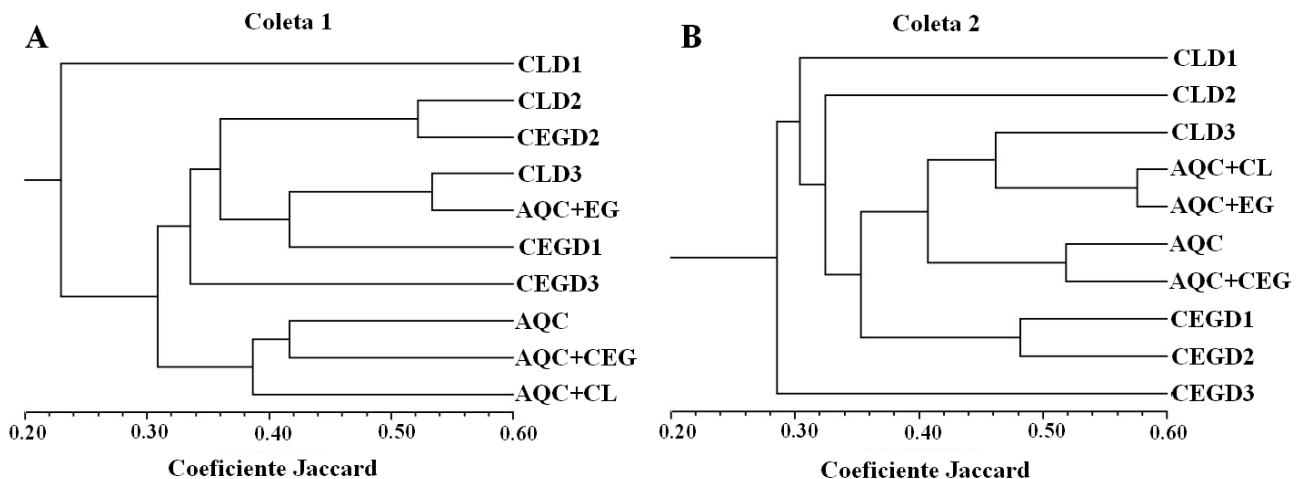 A
Coleta 1
CLD1
CLD2
CEGD2
CLD3
AQC+EG
CEGD1
CEGD3
AQC
AQC+CEG
AQC+CL
0.20 0.30 0.40 0.50 0.60
Coeficiente Jaccard
B
Coleta 2
CLD1
CLD2
CLD3
AQC+CL
AQC+EG
AQC
AQC+CEG
CEGD1
CEGD2
CEGD3
0.20 0.30 0.40 0.50 0.60
Coeficiente Jaccard